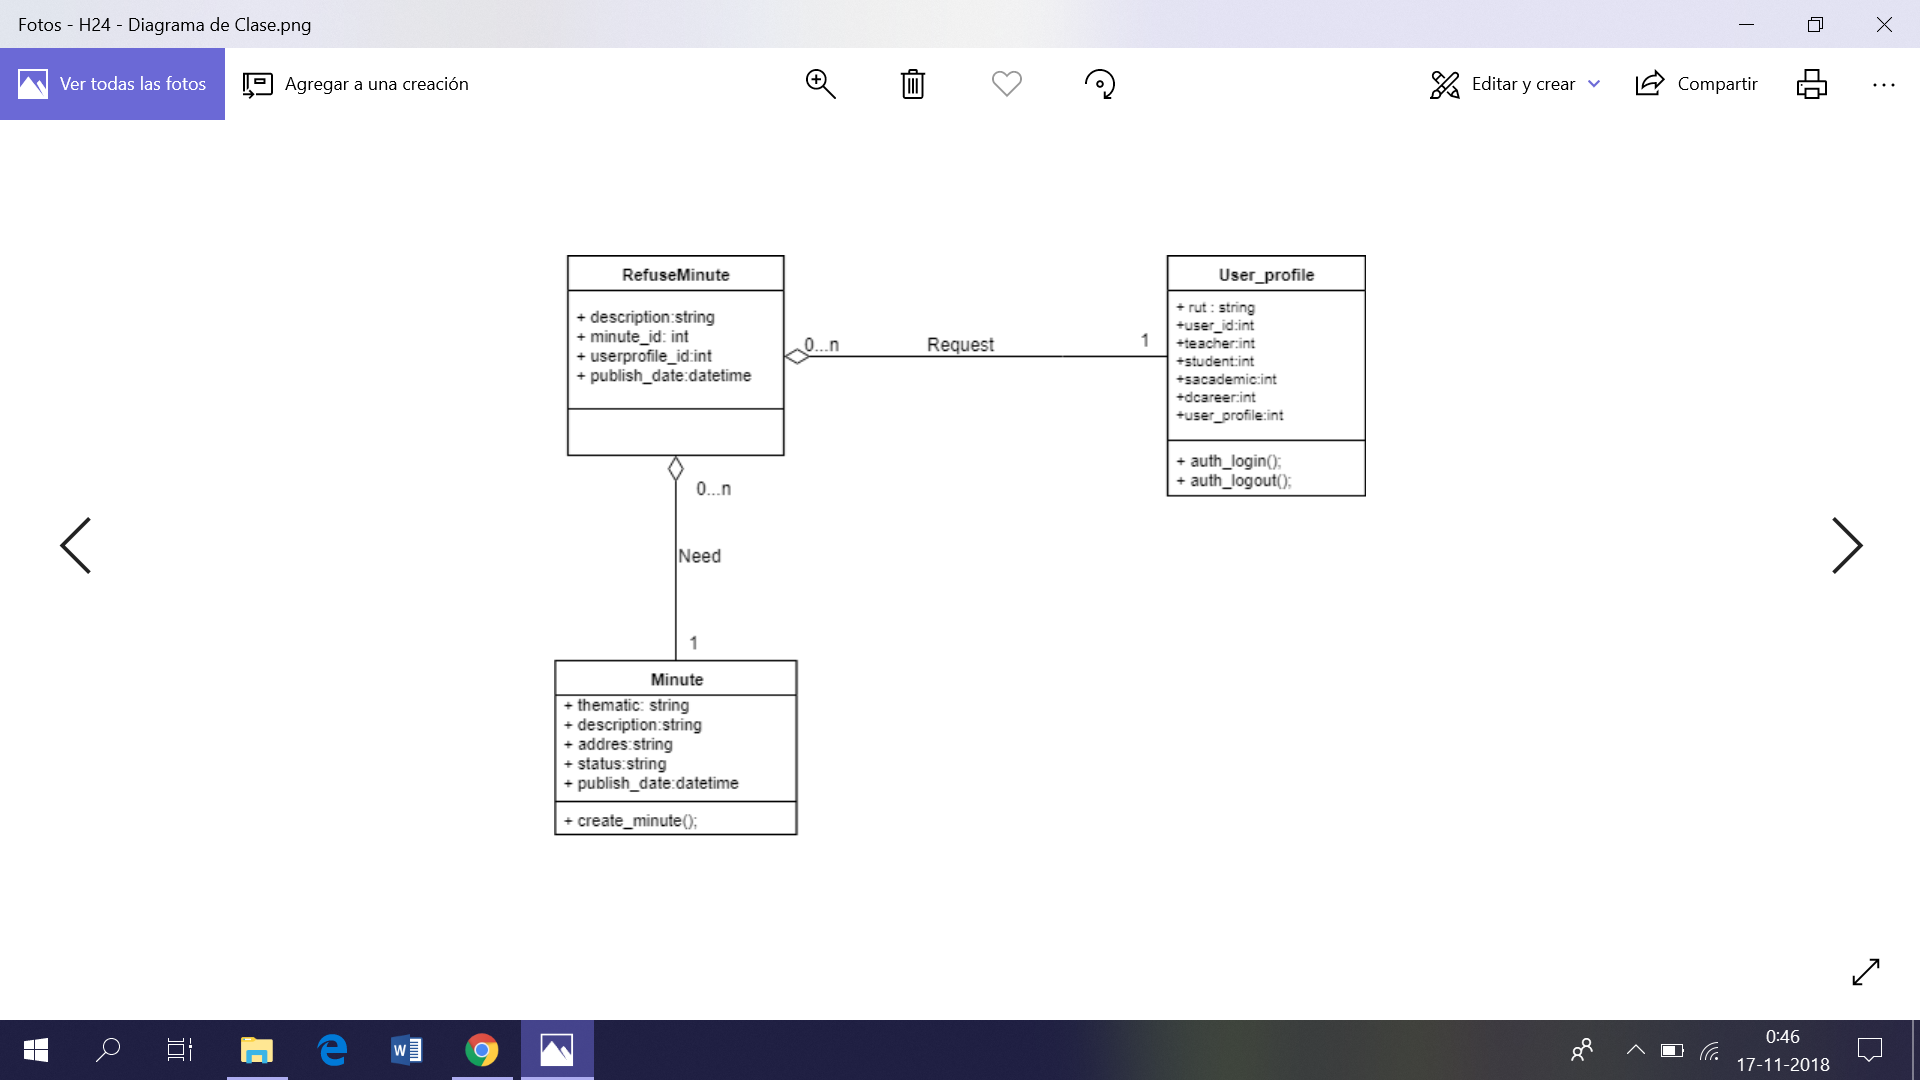 Fotos - H24 - Diagrama de Clase.png
Ver todas las fotos
Agregar a una creación
Editar y crear
Compartir
RefuseMinute
+ description:string
+ minute_id: int
+ userprofile_id:int
+ publish_date:datetime
0...n
Request
1
User_profile
+ rut : string
+user_id:int
+teacher:int
+student:int
+sacademic:int
+dcareer:int
+user_profile:int
+ auth_login();
+ auth_logout();
0...n
Need
1
Minute
+ thematic: string
+ description:string
+ addres:string
+ status:string
+ publish_date:datetime
+ create_minute();
0:46
17-11-2018